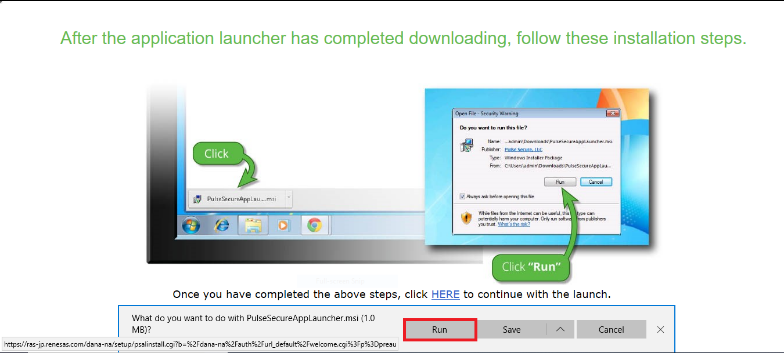 After the application launcher has completed downloading, follow these installation steps.
Click
PulseSecureAppLau....msi
Open File - Security Warning
Do you want to run this file?
Name: ...admin\Downloads\PulseSecureAppLauncher.msi
Publisher: Pulse Secure, LLC
Type: Windows Installer Package
From: C:\Users\admin\Downloads\PulseSecureAppLau...
Run
Cancel
Always ask before opening this file
While files from the Internet can be useful, this file type can
potentially harm your computer. Only run software from publishers
you trust. What's the risk?
Click "Run"
Once you have completed the above steps, click HERE to continue with the launch.
What do you want to do with PulseSecureAppLauncher.msi (1.0
MB)?
Run
Save
Cancel
https://ras-jp.renesas.com/dana-na/setup/psalinstall.cgi?b=%2Fdana-na%2Fauth%2Furl_default%2Fwelcome.cgi%3Fp%3Dpreau